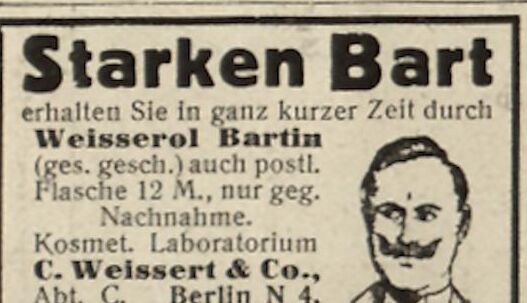 Starken Bart
erhalten Sie in ganz kurzer Zeit durch
Weisserol Bartin
(ges. gesch.) auch postl.
Flasche 12 M., nur geg.
Nachnahme.
Kosmet. Laboratorium
C. Weissert & Co.,
Abt. C. Berlin N 4.